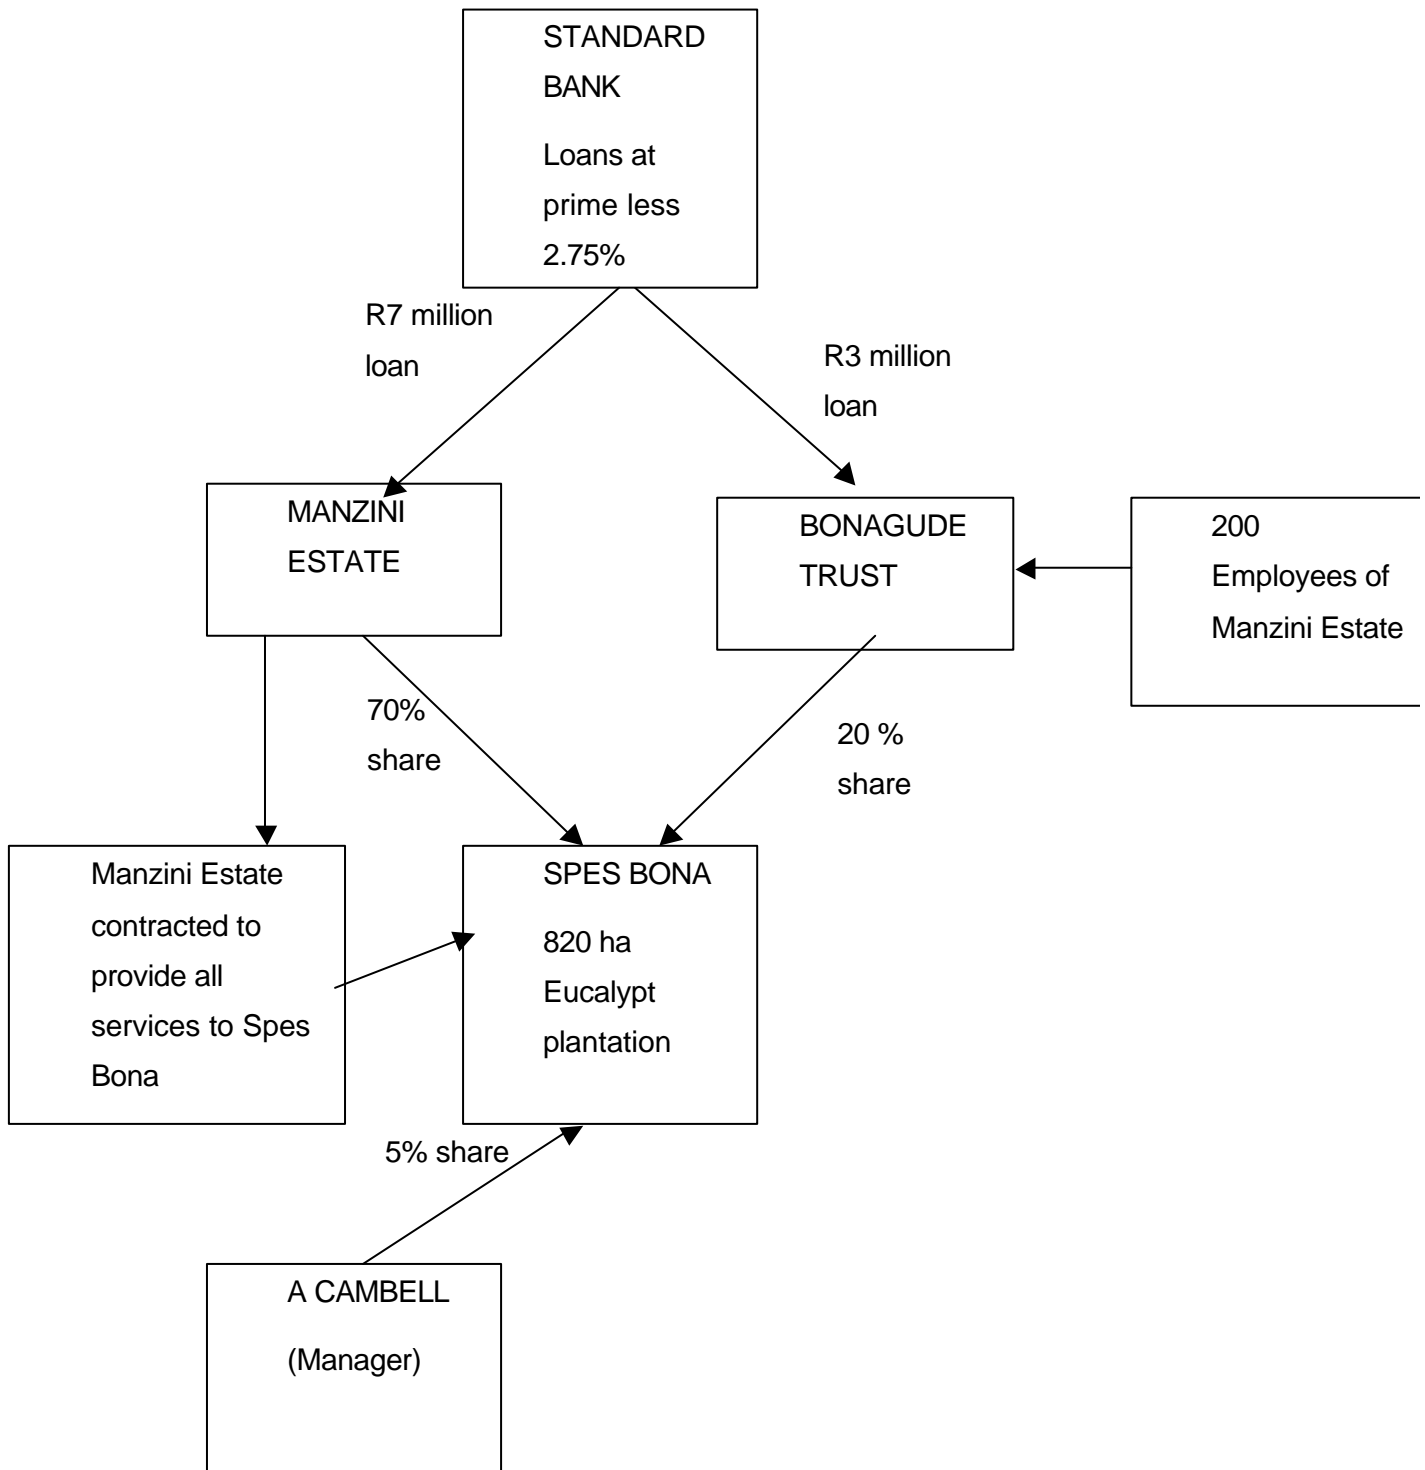 STANDARD
BANK
Loans at
prime less
2.75%
R7 million
loan
R3 million
loan
MANZINI
ESTATE
BONAGUDE
TRUST
200
Employees of
Manzini Estate
70%
share
20 %
share
Manzini Estate
contracted to
provide all
services to Spes
Bona
SPES BONA
820 ha
Eucalypt
plantation
5% share
A CAMBELL
(Manager)